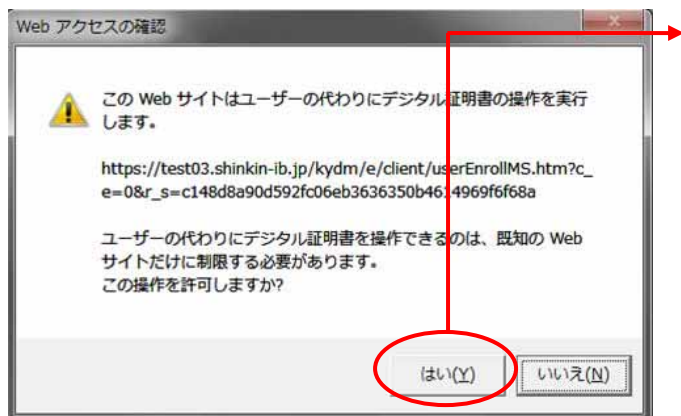 Web アクセスの確認
この Web サイトはユーザーの代わりにデジタル証明書の操作を実行
します。
https://test03.shinkin-ib.jp/kydm/e/client/userEnrollMS.htm?c_
e=0&r_s=c148d8a90d592fc06eb3636350b4614969f6f68a
ユーザーの代わりにデジタル証明書を操作できるのは、既知の Web
サイトだけに制限する必要があります。
この操作を許可しますか?
はい(Y) いいえ(N)